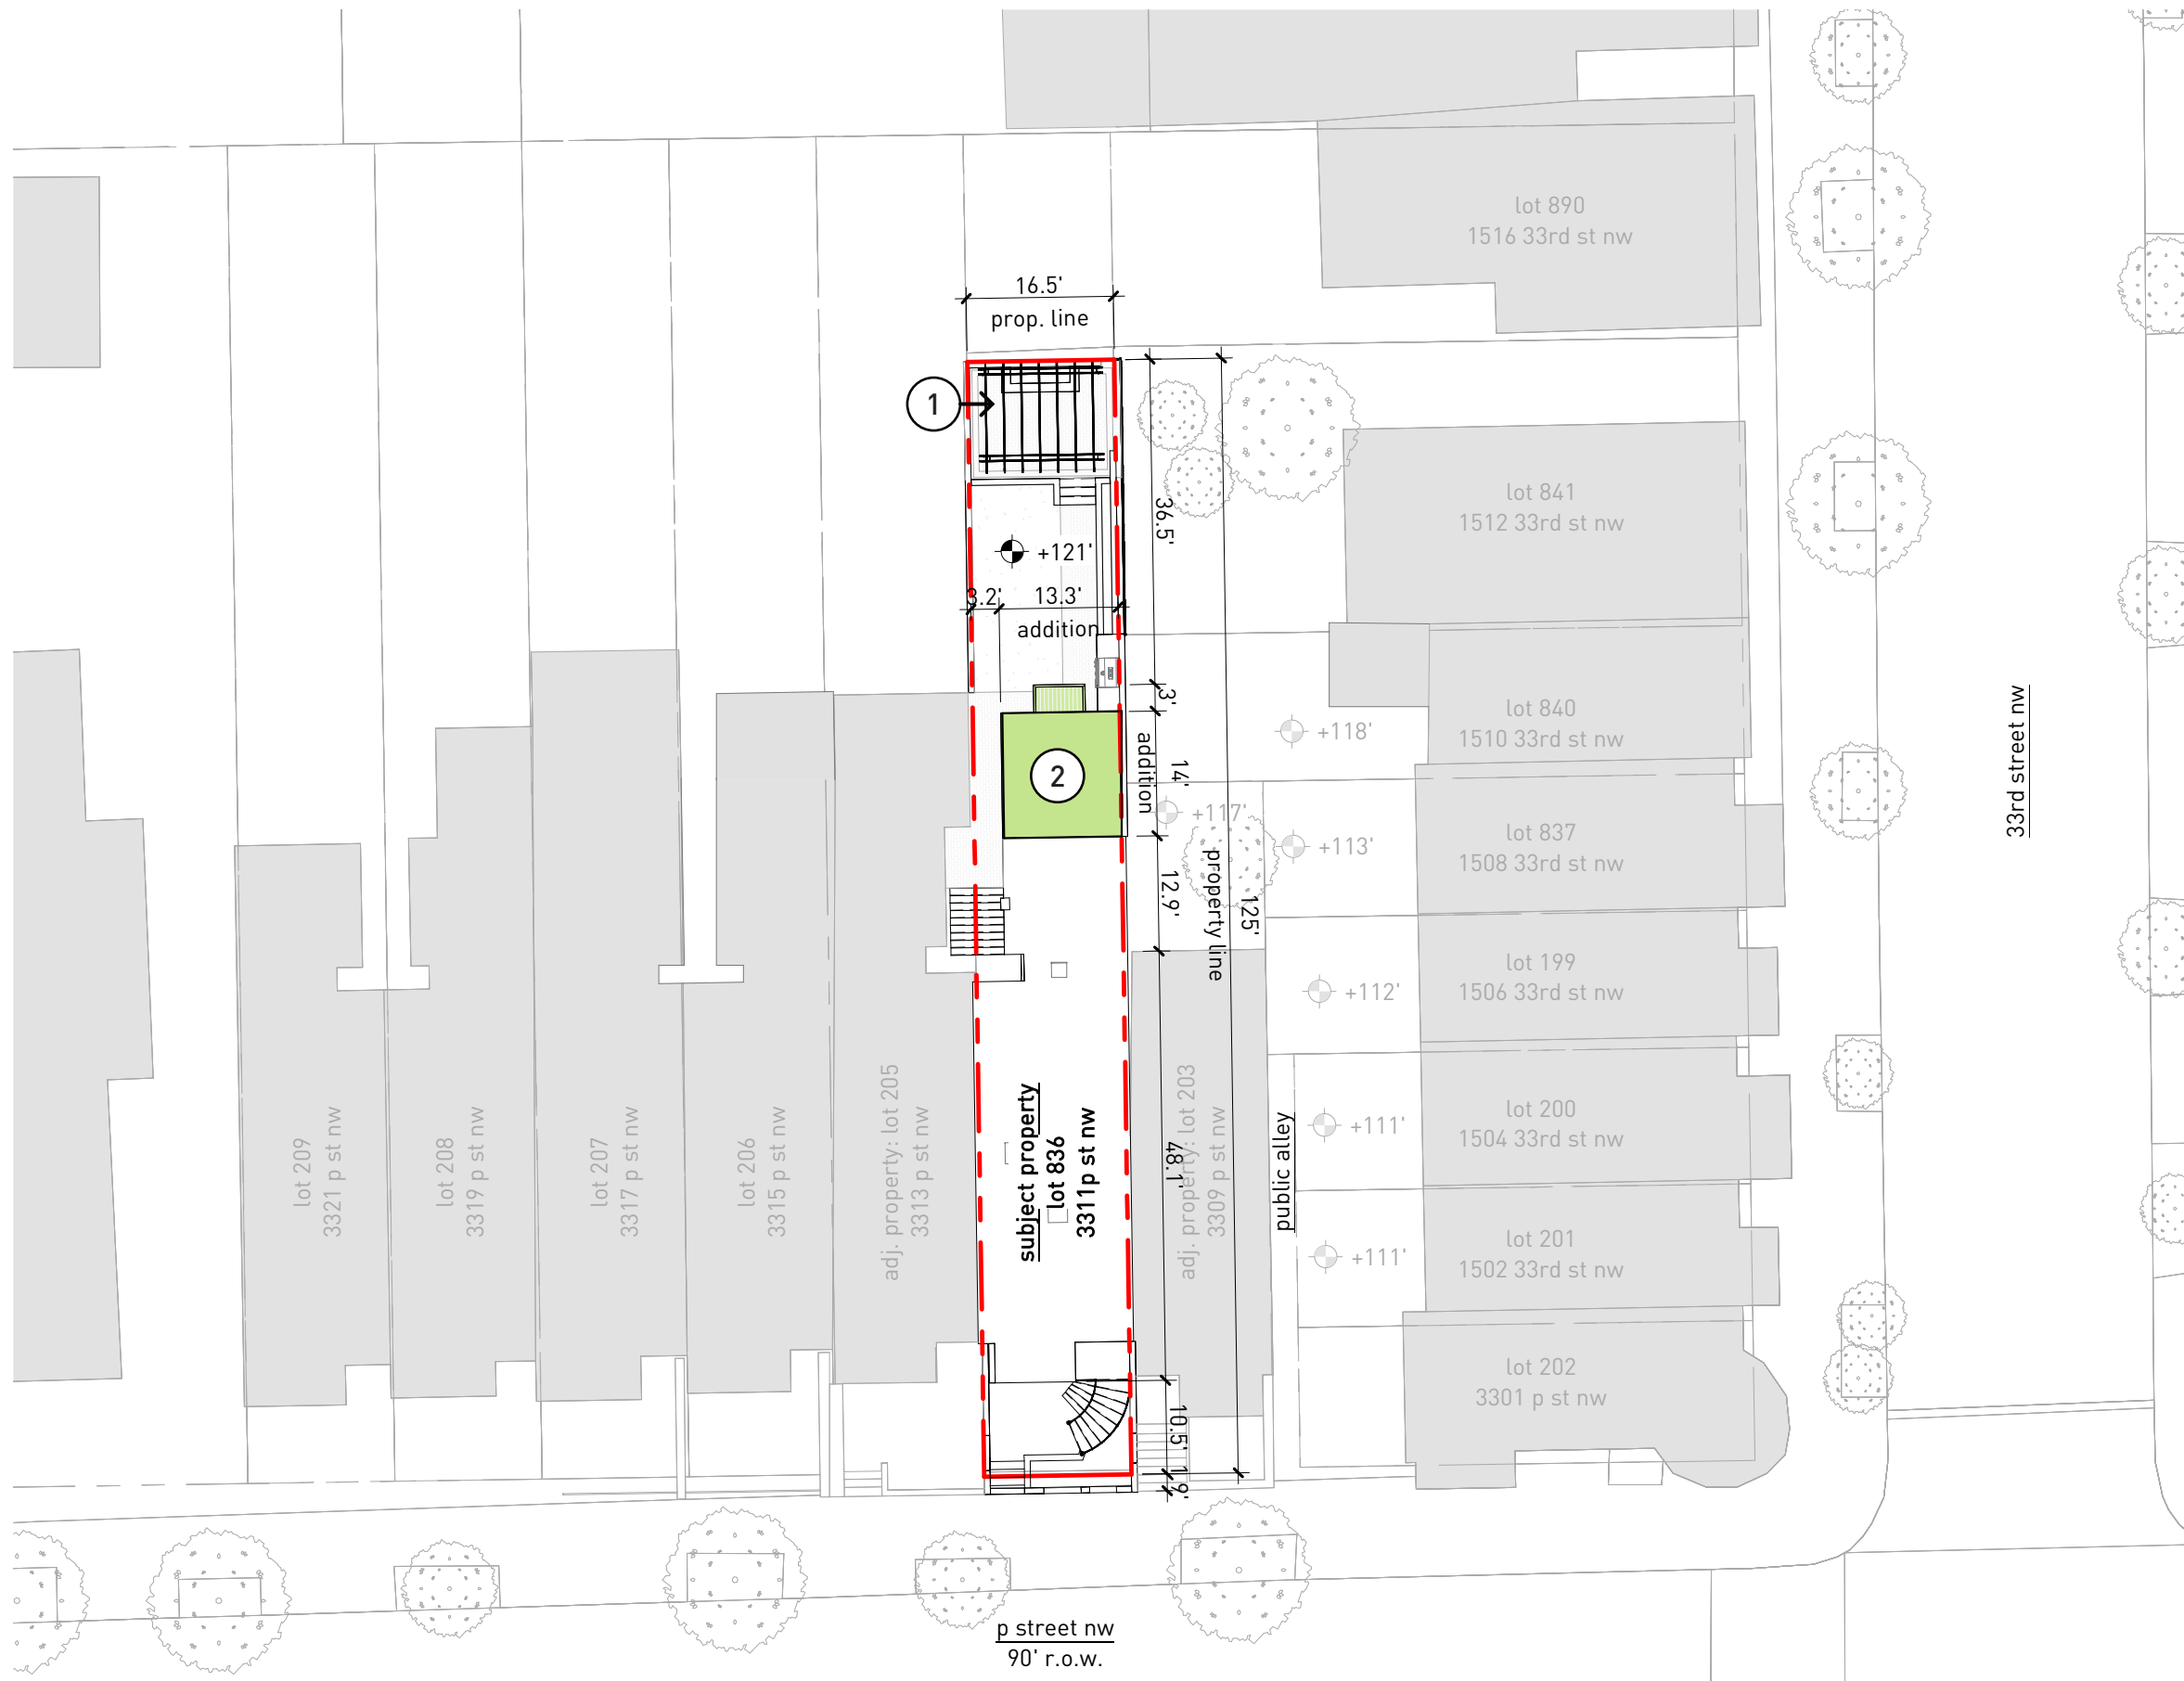 lot 890
1516 33rd st nw
16.5'
prop. line
1
36.5'
lot 841
1512 33rd st nw
+121'
3.2'
13.3'
addition
3'
lot 840
1510 33rd st nw
+118'
33rd street nw
2
addition
14'
+117'
+113'
lot 837
1508 33rd st nw
12.9'
property line
125'
lot 199
1506 33rd st nw
+112'
lot 209
3321 p st nw
lot 208
3319 p st nw
lot 207
3317 p st nw
lot 206
3315 p st nw
adj. property: lot 205
3313 p st nw
subject property
lot 836
3311p st nw
48.1'
adj. property: lot 203
3309 p st nw
public alley
+111'
lot 200
1504 33rd st nw
+111'
lot 201
1502 33rd st nw
lot 202
3301 p st nw
10.5'
1.9'
p street nw
90' r.o.w.